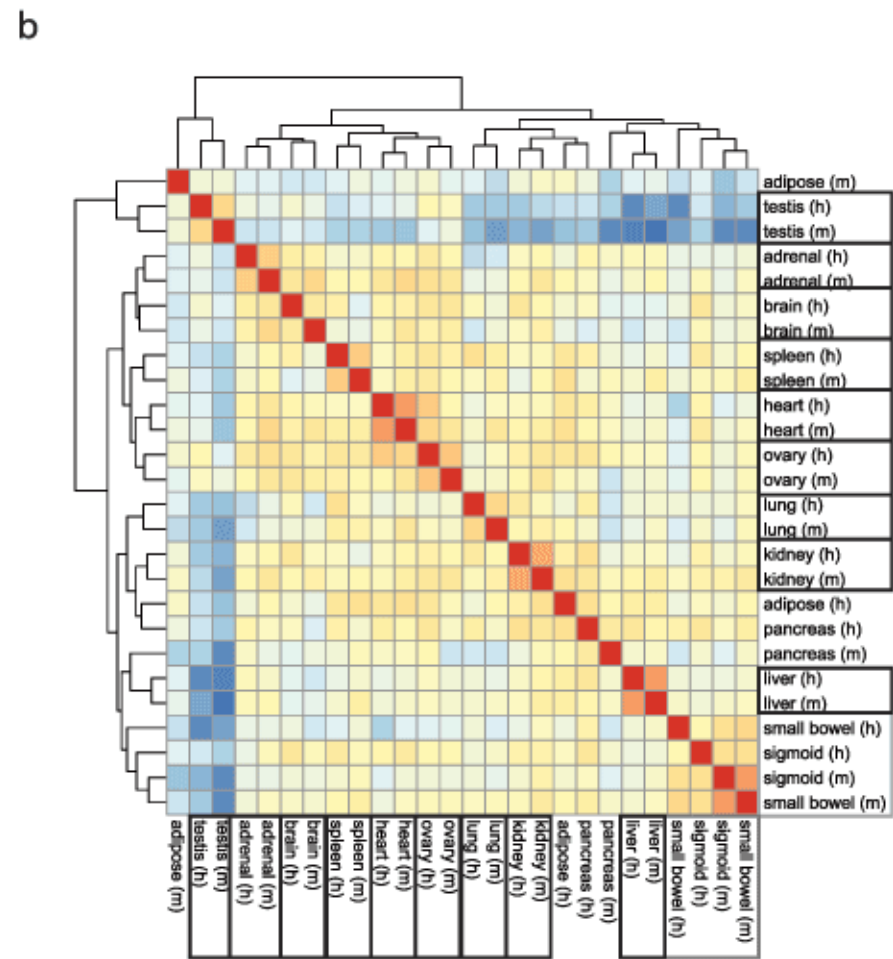 b
adipose (m)
testis (h)
testis (m)
adrenal (h)
adrenal (m)
brain (h)
brain (m)
spleen (h)
spleen (m)
heart (h)
heart (m)
ovary (h)
ovary (m)
lung (h)
lung (m)
kidney (h)
kidney (m)
adipose (h)
pancreas (h)
pancreas (m)
liver (h)
liver (m)
small bowel (h)
sigmoid (h)
sigmoid (m)
small bowel (m)
adipose (m)
testis (h)
testis (m)
adrenal (h)
adrenal (m)
brain (h)
brain (m)
spleen (h)
spleen (m)
heart (h)
heart (m)
ovary (h)
ovary (m)
lung (h)
lung (m)
kidney (h)
kidney (m)
adipose (h)
pancreas (h)
pancreas (m)
liver (h)
liver (m)
small bowel (h)
sigmoid (h)
sigmoid (m)
small bowel (m)